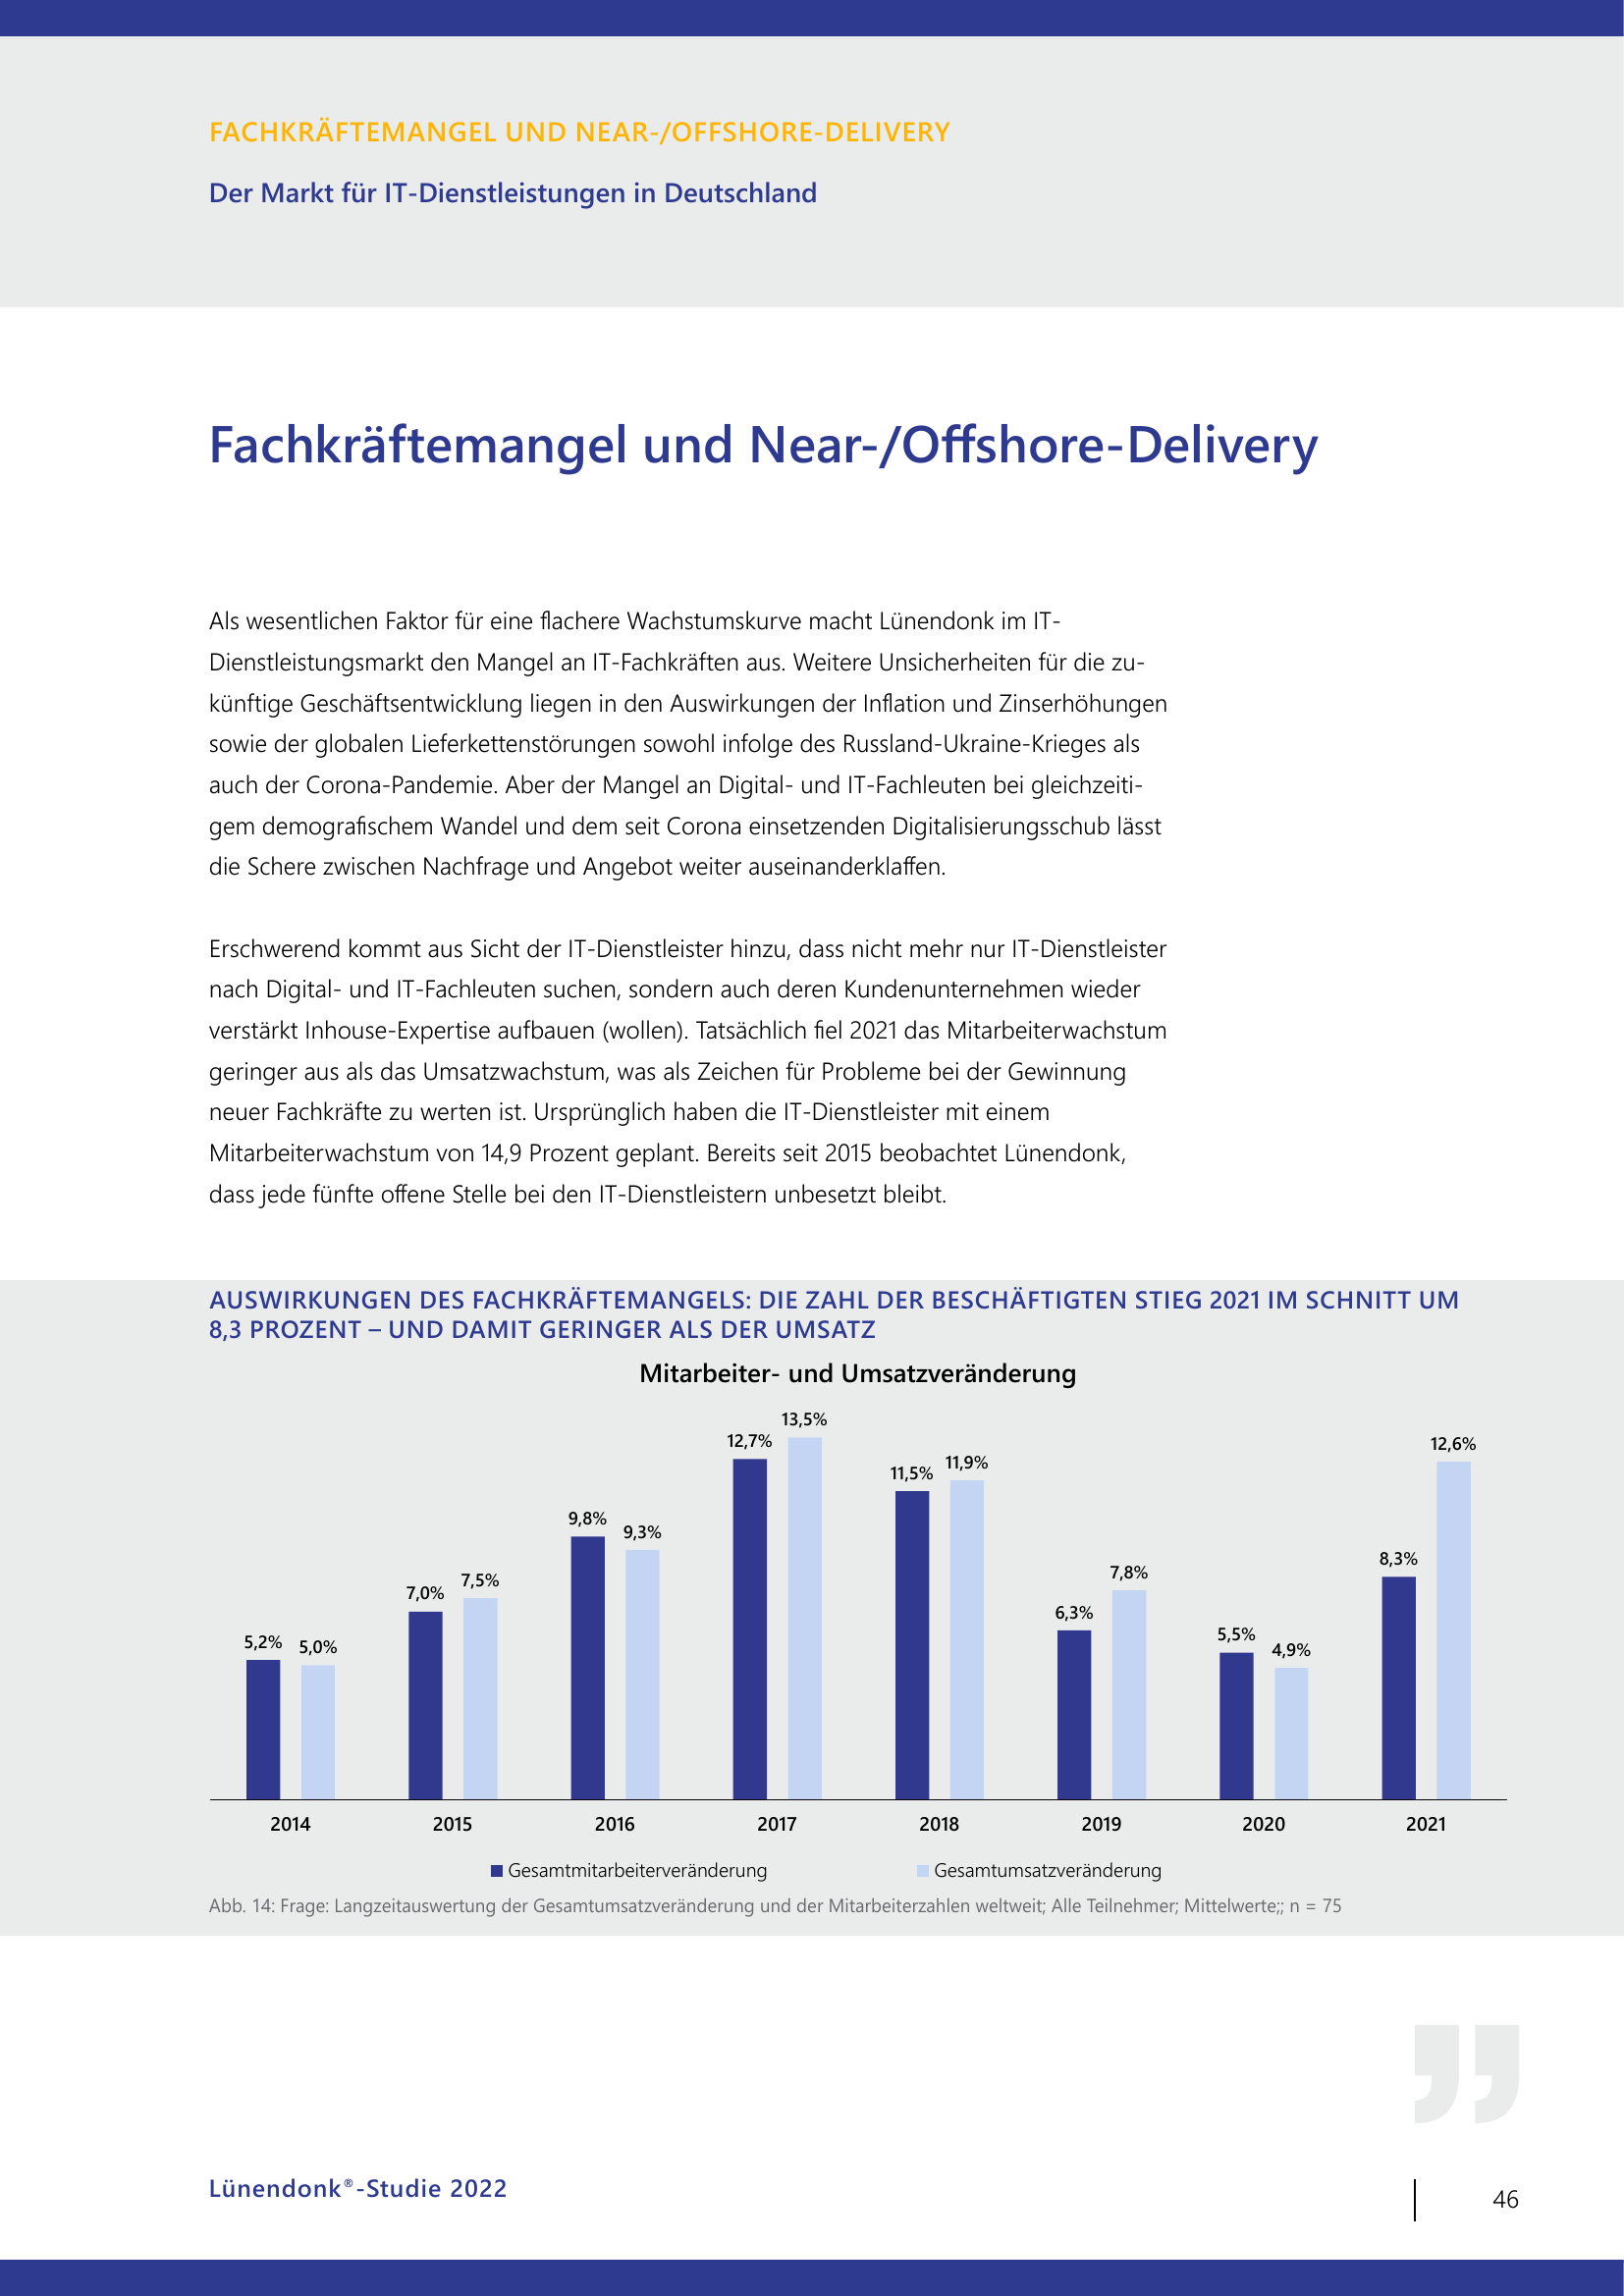 FACHKRÄFTEMANGEL UND NEAR-/OFFSHORE-DELIVERY
Der Markt für IT-Dienstleistungen in Deutschland
Fachkräftemangel und Near-/Offshore-Delivery
Als wesentlichen Faktor für eine flachere Wachstumskurve macht Lünendonk im IT-
Dienstleistungsmarkt den Mangel an IT-Fachkräften aus. Weitere Unsicherheiten für die zu-
künftige Geschäftsentwicklung liegen in den Auswirkungen der Inflation und Zinserhöhungen
sowie der globalen Lieferkettenstörungen sowohl infolge des Russland-Ukraine-Krieges als
auch der Corona-Pandemie. Aber der Mangel an Digital- und IT-Fachleuten bei gleichzeiti-
gem demografischem Wandel und dem seit Corona einsetzenden Digitalisierungsschub lässt
die Schere zwischen Nachfrage und Angebot weiter auseinanderklaffen.
Erschwerend kommt aus Sicht der IT-Dienstleister hinzu, dass nicht mehr nur IT-Dienstleister
nach Digital- und IT-Fachleuten suchen, sondern auch deren Kundenunternehmen wieder
verstärkt Inhouse-Expertise aufbauen (wollen). Tatsächlich fiel 2021 das Mitarbeiterwachstum
geringer aus als das Umsatzwachstum, was als Zeichen für Probleme bei der Gewinnung
neuer Fachkräfte zu werten ist. Ursprünglich haben die IT-Dienstleister mit einem
Mitarbeiterwachstum von 14,9 Prozent geplant. Bereits seit 2015 beobachtet Lünendonk,
dass jede fünfte offene Stelle bei den IT-Dienstleistern unbesetzt bleibt.
AUSWIRKUNGEN DES FACHKRÄFTEMANGELS: DIE ZAHL DER BESCHÄFTIGTEN STIEG 2021 IM SCHNITT UM
8,3 PROZENT – UND DAMIT GERINGER ALS DER UMSATZ
Mitarbeiter- und Umsatzveränderung
5,2% 5,0%
7,0% 7,5%
9,8% 9,3%
12,7% 13,5%
11,5% 11,9%
6,3% 7,8%
5,5% 4,9%
8,3% 12,6%
2014 2015 2016 2017 2018 2019 2020 2021
Gesamtmitarbeiterveränderung Gesamtumsatzveränderung
Abb. 14: Frage: Langzeitauswertung der Gesamtumsatzveränderung und der Mitarbeiterzahlen weltweit; Alle Teilnehmer; Mittelwerte;; n = 75
Lünendonk®-Studie 2022
46